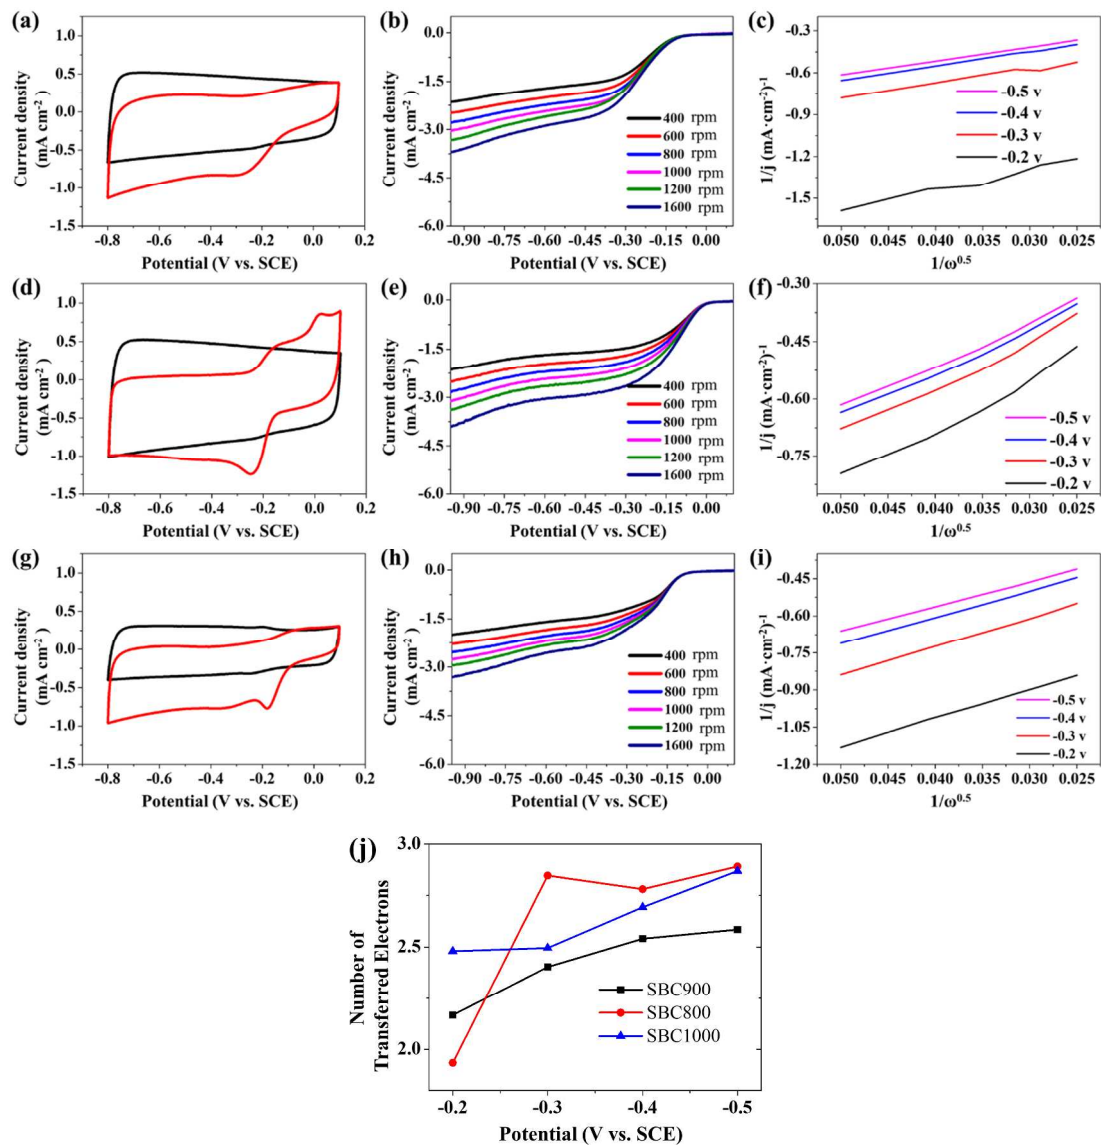 (a)
1.0
0.5
0.0
-0.5
-1.0
-1.5
-0.8 -0.6 -0.4 -0.2 0.0 0.2
Current density
(mA cm⁻²)
Potential (V vs. SCE)
(b)
0.0
-1.5
-3.0
-4.5
-6.0
-0.90 -0.75 -0.60 -0.45 -0.30 -0.15 0.00
Current density
(mA cm⁻²)
Potential (V vs. SCE)
400 rpm
600 rpm
800 rpm
1000 rpm
1200 rpm
1600 rpm
(c)
-0.3
-0.6
-0.9
-1.2
-1.5
0.050 0.045 0.040 0.035 0.030 0.025
1/j (mA·cm⁻²)⁻¹
1/ω⁰·⁵
-0.5 v
-0.4 v
-0.3 v
-0.2 v
(d)
1.0
0.5
0.0
-0.5
-1.0
-1.5
-0.8 -0.6 -0.4 -0.2 0.0 0.2
Current density
(mA cm⁻²)
Potential (V vs. SCE)
(e)
0.0
-1.5
-3.0
-4.5
-6.0
-0.90 -0.75 -0.60 -0.45 -0.30 -0.15 0.00
Current density
(mA cm⁻²)
Potential (V vs. SCE)
400 rpm
600 rpm
800 rpm
1000 rpm
1200 rpm
1600 rpm
(f)
-0.30
-0.45
-0.60
-0.75
0.050 0.045 0.040 0.035 0.030 0.025
1/j (mA·cm⁻²)⁻¹
1/ω⁰·⁵
-0.5 v
-0.4 v
-0.3 v
-0.2 v
(g)
1.0
0.5
0.0
-0.5
-1.0
-1.5
-0.8 -0.6 -0.4 -0.2 0.0 0.2
Current density
(mA cm⁻²)
Potential (V vs. SCE)
(h)
0.0
-1.5
-3.0
-4.5
-6.0
-0.90 -0.75 -0.60 -0.45 -0.30 -0.15 0.00
Current density
(mA cm⁻²)
Potential (V vs. SCE)
400 rpm
600 rpm
800 rpm
1000 rpm
1200 rpm
1600 rpm
(i)
-0.45
-0.60
-0.75
-0.90
-1.05
-1.20
0.050 0.045 0.040 0.035 0.030 0.025
1/j (mA·cm⁻²)⁻¹
1/ω⁰·⁵
-0.5 v
-0.4 v
-0.3 v
-0.2 v
(j)
3.0
2.5
2.0
-0.2 -0.3 -0.4 -0.5
Number of
Transferred Electrons
Potential (V vs. SCE)
SBC900
SBC800
SBC1000